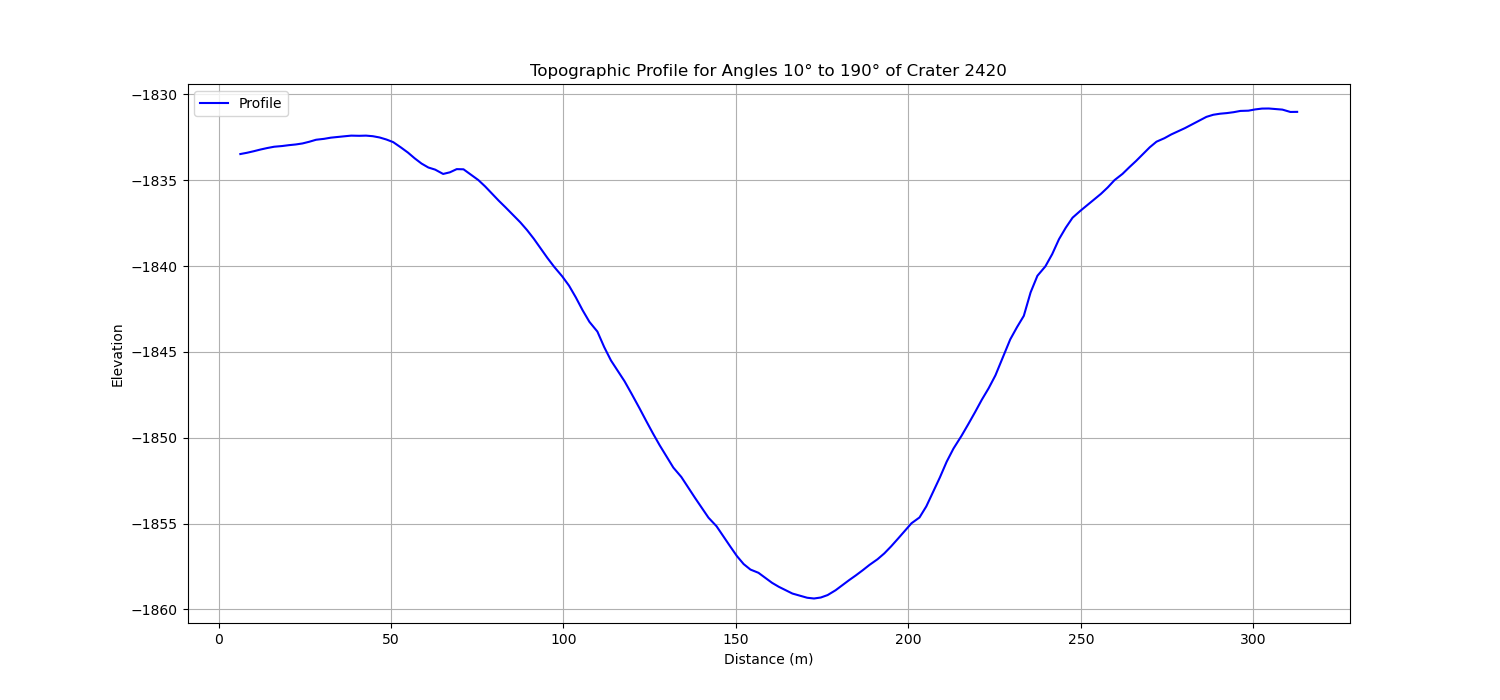 Topographic Profile for Angles 10° to 190° of Crater 2420
Profile
Elevation
−1830
−1835
−1840
−1845
−1850
−1855
−1860
0 50 100 150 200 250 300
Distance (m)